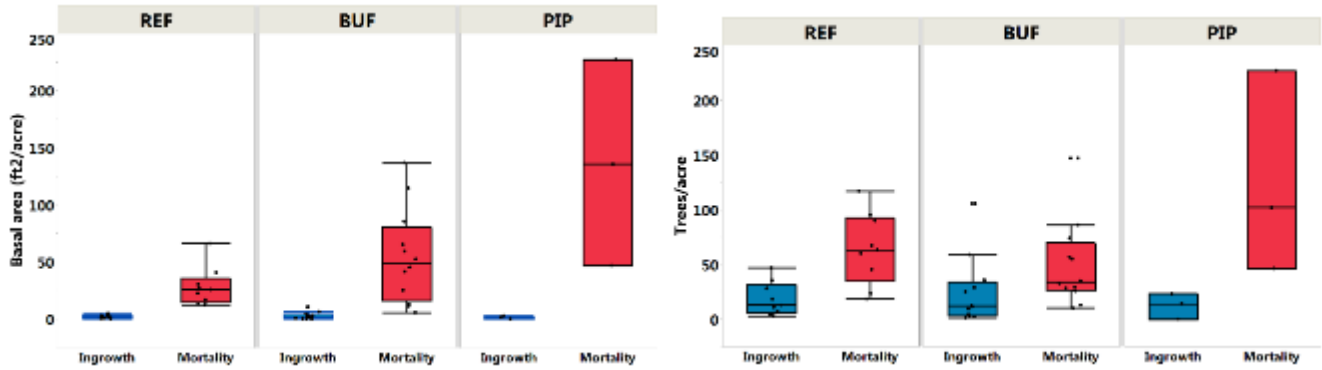 REF BUF PIP
250
200
150
100
50
0
Basal area (ft2/acre)
Ingrowth Mortality Ingrowth Mortality Ingrowth Mortality
REF BUF PIP
250
200
150
100
50
0
Trees/acre
Ingrowth Mortality Ingrowth Mortality Ingrowth Mortality